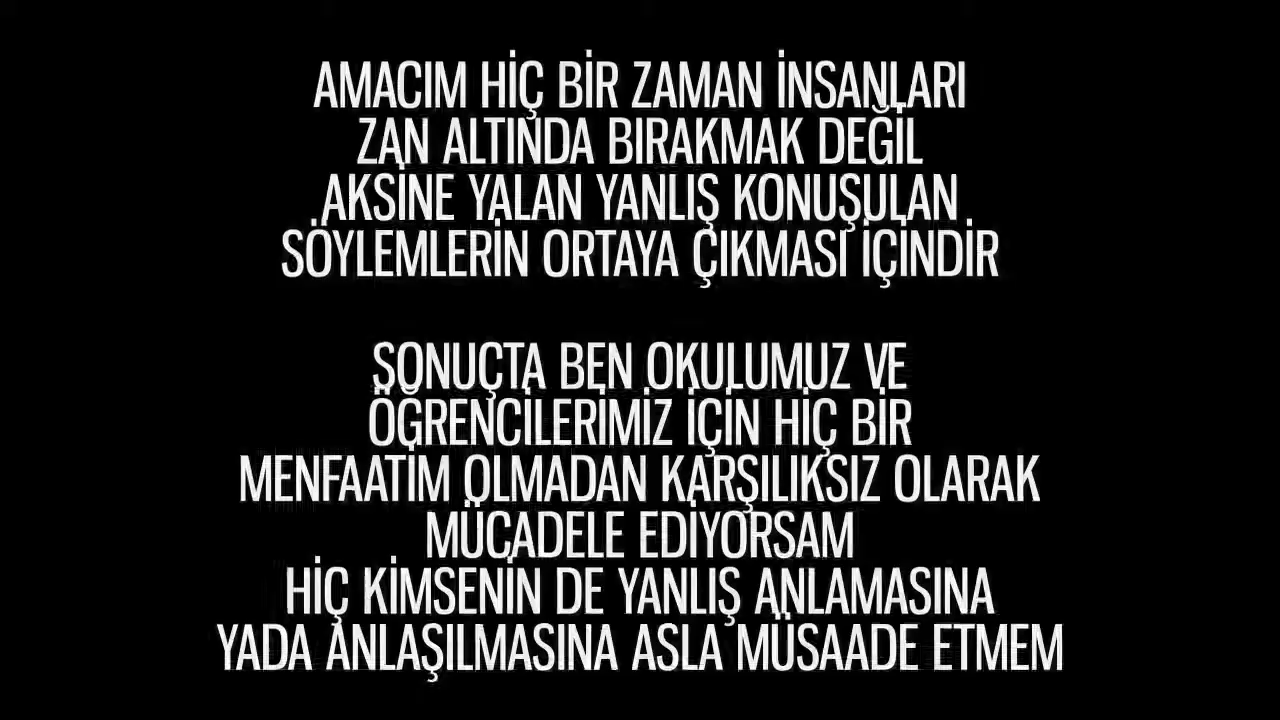 AMACIM HİÇ BİR ZAMAN İNSANLARI
ZAN ALTINDA BIRAKMAK DEĞİL
AKSİNE YALAN YANLIŞ KONUŞULAN
SÖYLEMLERİN ORTAYA ÇIKMASI İÇİNDİR
SONUÇTA BEN OKULUMUZ VE
ÖĞRENCİLERİMİZ İÇİN HİÇ BİR
MENFAATİM OLMADAN KARŞILIKSIZ OLARAK
MÜCADELE EDİYORSAM
HİÇ KİMSENİN DE YANLIŞ ANLAMASINA
YADA ANLAŞILMASINA ASLA MÜSAADE ETMEM